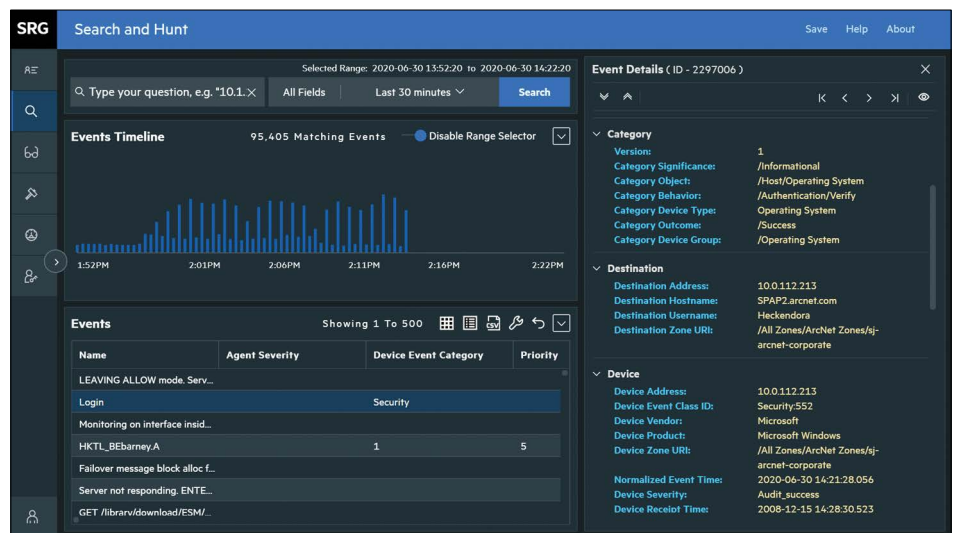 SRG
Search and Hunt
Save Help About
Selected Range: 2020-06-30 13:52:20 to 2020-06-30 14:22:20
Type your question, e.g. "10.1.
All Fields
Last 30 minutes
Search
Events Timeline
95,405 Matching Events
Disable Range Selector
1:52PM 2:01PM 2:06PM 2:11PM 2:16PM 2:22PM
Events
Showing 1 To 500
CSV
Name Agent Severity Device Event Category Priority
LEAVING ALLOW mode. Serv...
Login Security
Monitoring on interface insid...
HKTL_BEbarney.A 1 5
Failover message block alloc f...
Server not responding. ENTE...
GET /library/download/ESM/...
Event Details ( ID - 2297006 )
Category
Version: 1
Category Significance: /Informational
Category Object: /Host/Operating System
Category Behavior: /Authentication/Verify
Category Device Type: Operating System
Category Outcome: /Success
Category Device Group: /Operating System
Destination
Destination Address: 10.0.112.213
Destination Hostname: SPAP2.arcnet.com
Destination Username: Heckendora
Destination Zone URI: /All Zones/ArcNet Zones/sj-
arcnet-corporate
Device
Device Address: 10.0.112.213
Device Event Class ID: Security:552
Device Vendor: Microsoft
Device Product: Microsoft Windows
Device Zone URI: /All Zones/ArcNet Zones/sj-
arcnet-corporate
Normalized Event Time: 2020-06-30 14:21:28.056
Device Severity: Audit_success
Device Receipt Time: 2008-12-15 14:28:30.523